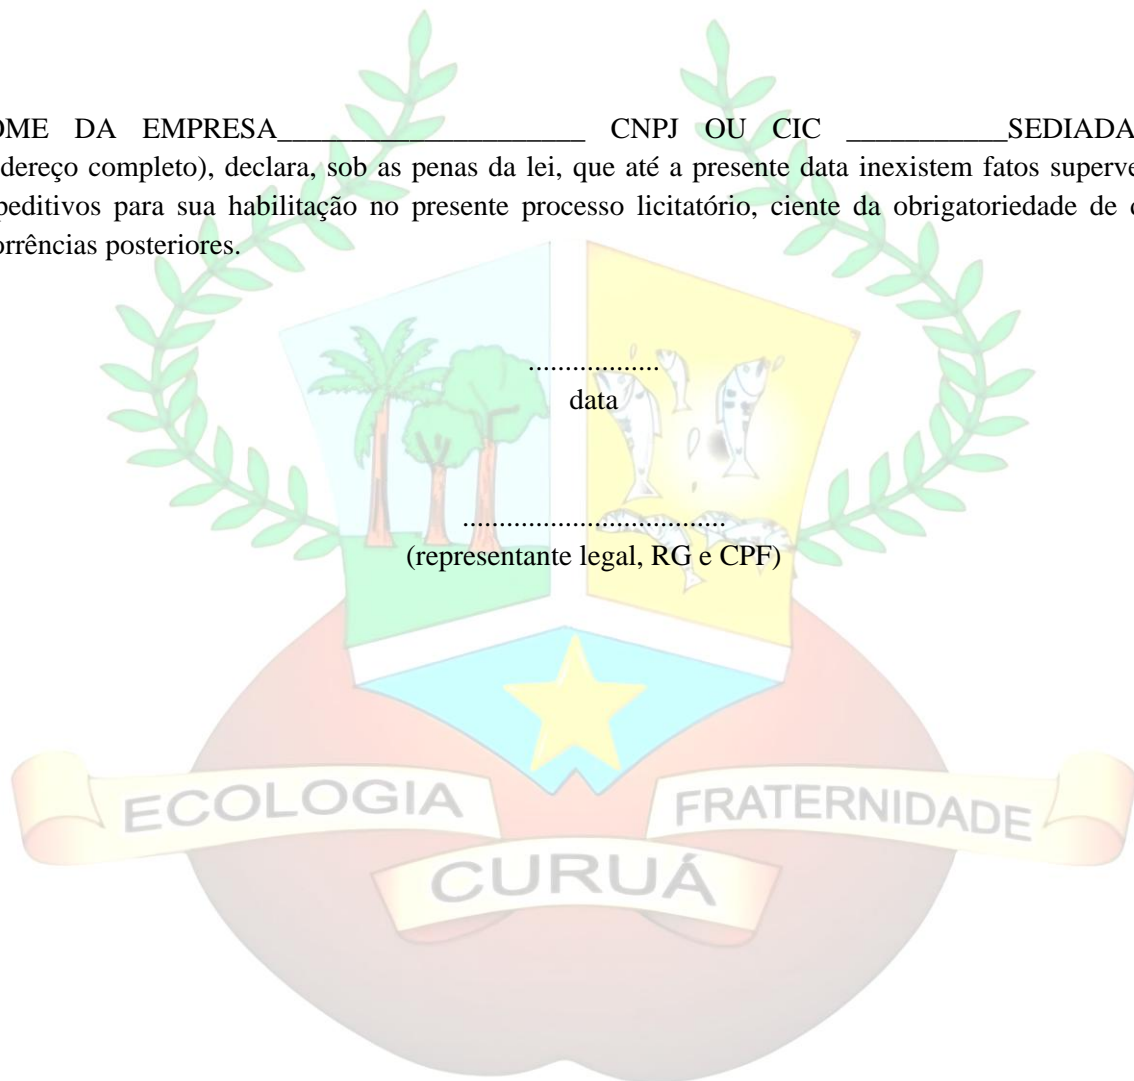 OME DA EMPRESA_____________________ CNPJ OU CIC ___________SEDIADA
dereço completo), declara, sob as penas da lei, que até a presente data inexistem fatos superve
peditivos para sua habilitação no presente processo licitatório, ciente da obrigatoriedade de
orrências posteriores.
..................
data
....................................
(representante legal, RG e CPF)
ECOLOGIA
FRATERNIDADE
CURUÁ